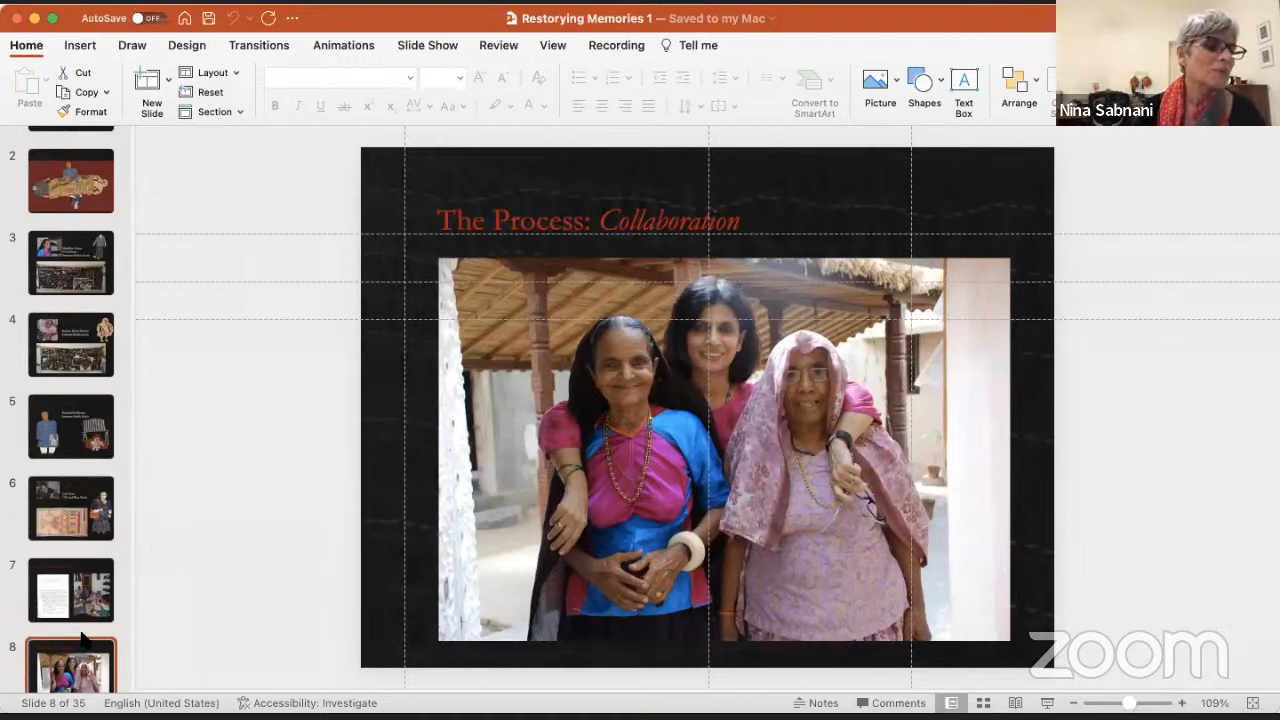 AutoSave OFF
Restorying Memories 1 — Saved to my Mac
Home Insert Draw Design Transitions Animations Slide Show Review View Recording Tell me
Paste
Cut
Copy
Format
New
Slide
Layout
Reset
Section
Convert to
SmartArt
Picture
Shapes
Text
Box
Arrange
Nina Sabnani
2
3
4
5
6
7
8
The Process: Collaboration
zoom
Slide 8 of 35 English (United States) Accessibility: Investigate Notes Comments 109%